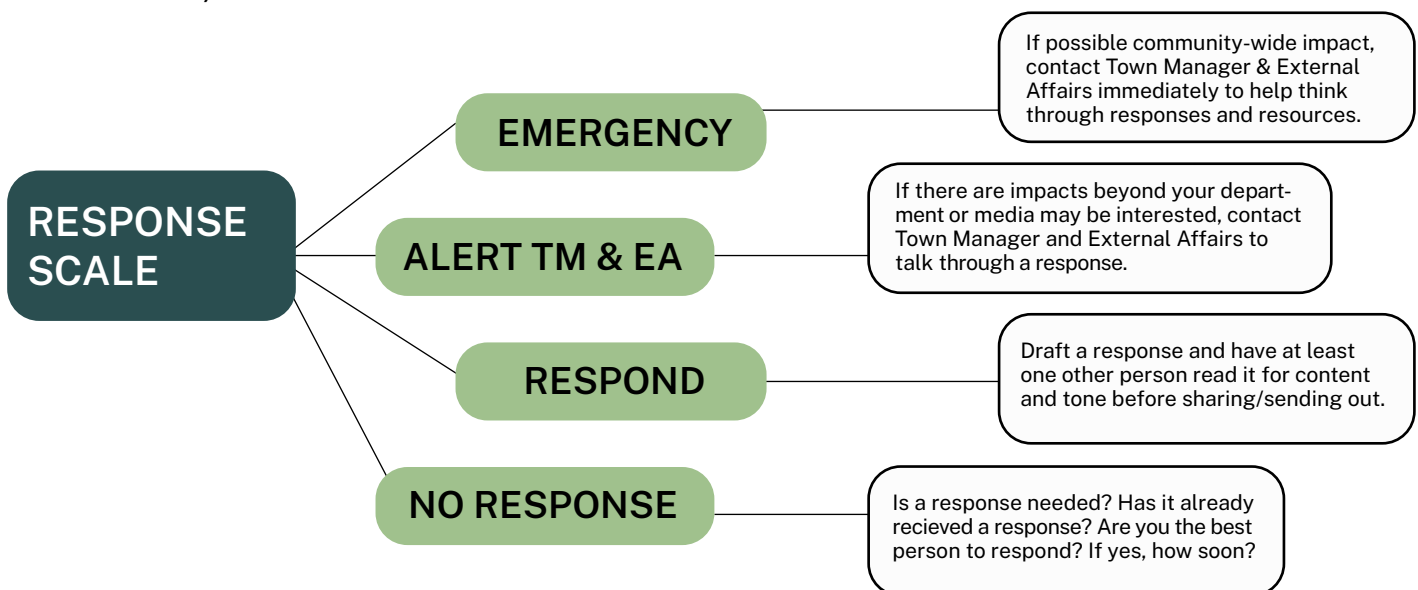 RESPONSE
SCALE
EMERGENCY
If possible community-wide impact,
contact Town Manager & External
Affairs immediately to help think
through responses and resources.
ALERT TM & EA
If there are impacts beyond your depart-
ment or media may be interested, contact
Town Manager and External Affairs to
talk through a response.
RESPOND
Draft a response and have at least
one other person read it for content
and tone before sharing/sending out.
NO RESPONSE
Is a response needed? Has it already
recieved a response? Are you the best
person to respond? If yes, how soon?